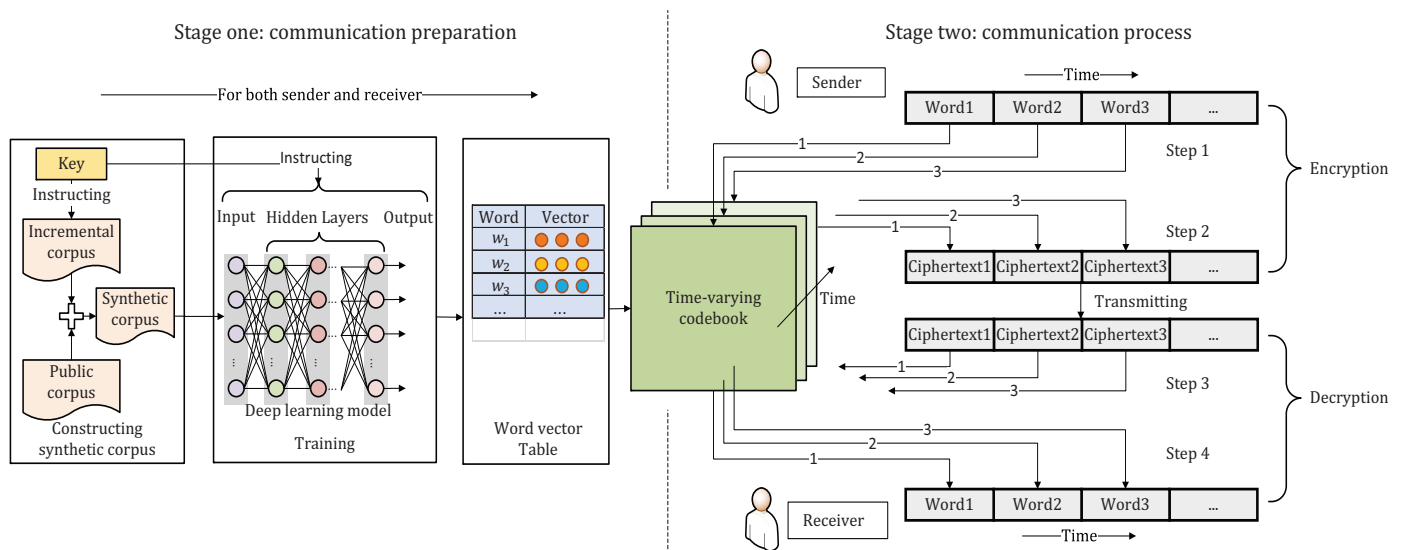 Stage one: communication preparation
For both sender and receiver
Key
Instructing
Incremental
corpus
Synthetic
corpus
Public
corpus
Constructing
synthetic corpus
Instructing
Input
Hidden Layers
Output
...
...
...
...
...
...
...
...
...
...
...
...
Deep learning model
Training
Word Vector
w1
w2
w3
... ...
Word vector
Table
Stage two: communication process
Sender
Time
Word1 Word2 Word3 ...
1
2
3
Step 1
Encryption
3
2
1
Step 2
Ciphertext1 Ciphertext2 Ciphertext3 ...
Time-varying
codebook
Time
Transmitting
Ciphertext1 Ciphertext2 Ciphertext3 ...
1
2
3
Step 3
Decryption
3
2
1
Step 4
Word1 Word2 Word3 ...
Receiver
Time